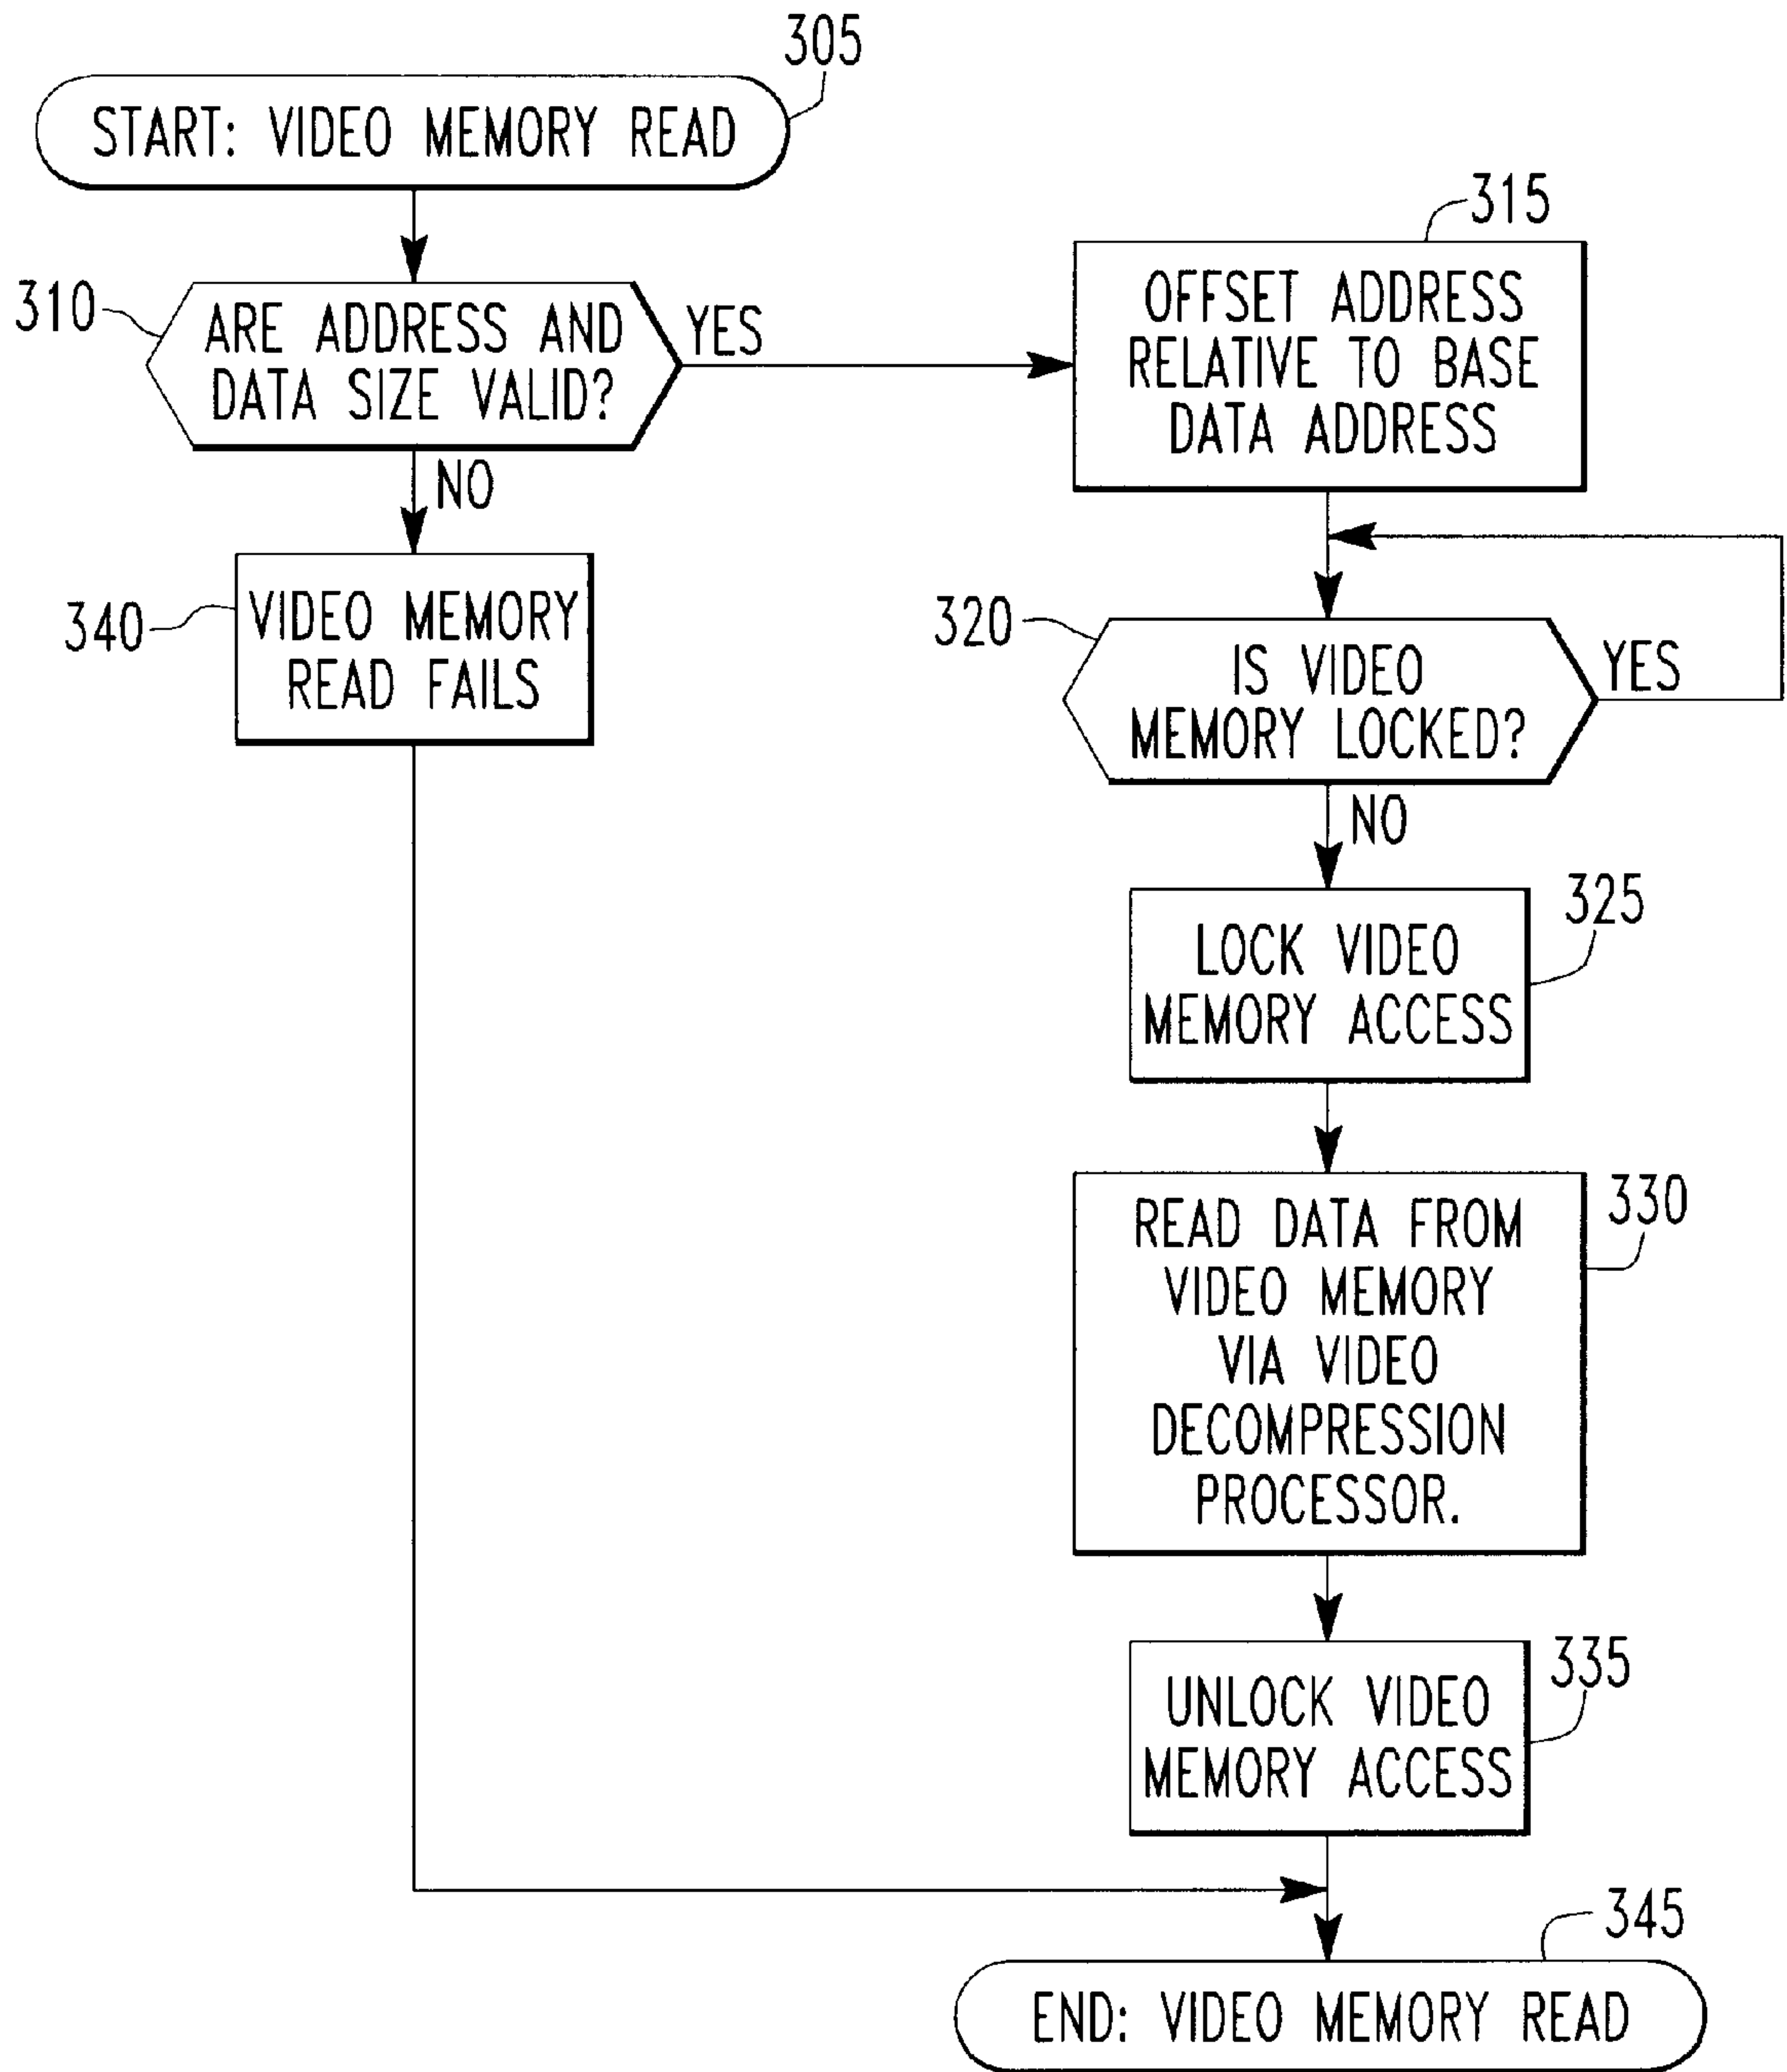 305
START: VIDEO MEMORY READ
310
ARE ADDRESS AND
DATA SIZE VALID?
YES
NO
340
VIDEO MEMORY
READ FAILS
315
OFFSET ADDRESS
RELATIVE TO BASE
DATA ADDRESS
320
IS VIDEO
MEMORY LOCKED?
YES
NO
325
LOCK VIDEO
MEMORY ACCESS
330
READ DATA FROM
VIDEO MEMORY
VIA VIDEO
DECOMPRESSION
PROCESSOR.
335
UNLOCK VIDEO
MEMORY ACCESS
345
END: VIDEO MEMORY READ